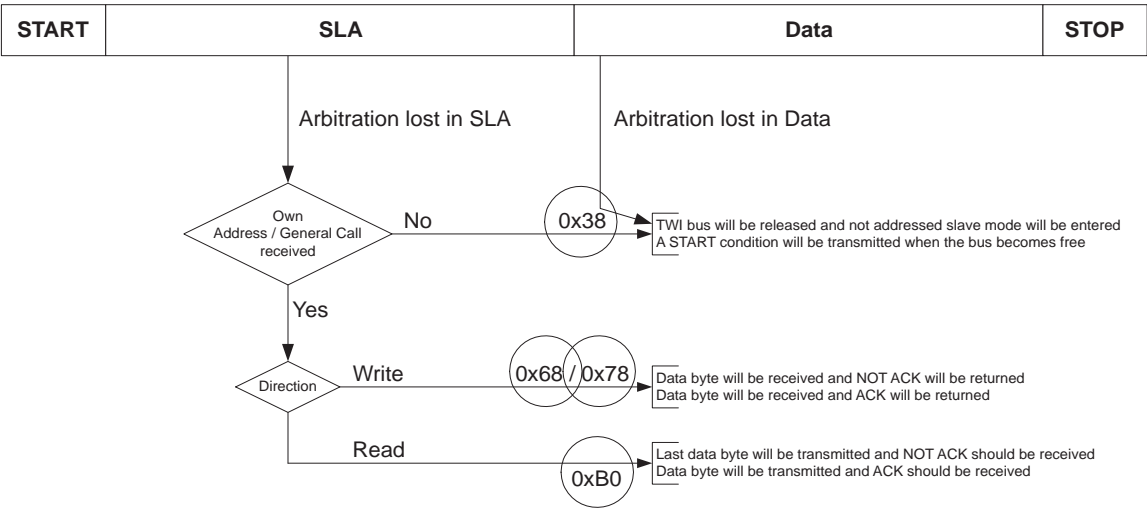 START SLA Data STOP
Arbitration lost in SLA Arbitration lost in Data
Own
Address / General Call
received
No
0x38
TWI bus will be released and not addressed slave mode will be entered
A START condition will be transmitted when the bus becomes free
Yes
Direction
Write
0x68 / 0x78
Data byte will be received and NOT ACK will be returned
Data byte will be received and ACK will be returned
Read
0xB0
Last data byte will be transmitted and NOT ACK should be received
Data byte will be transmitted and ACK should be received